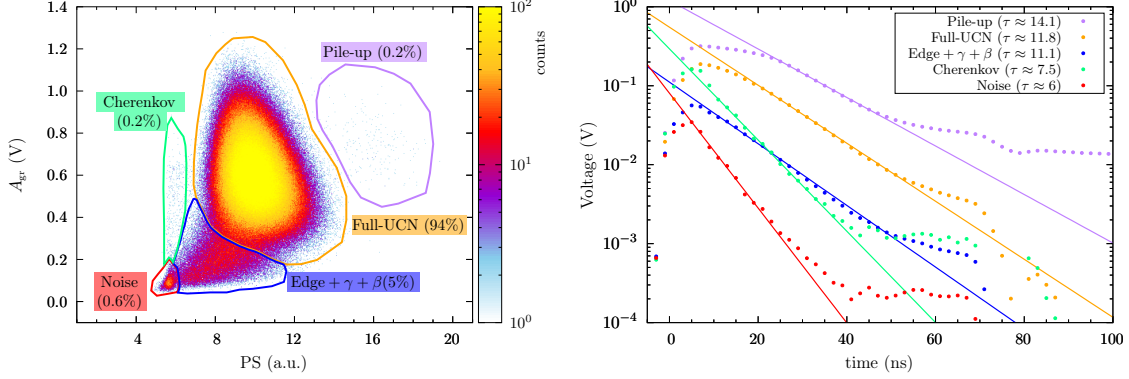 1.4
1.2
1.0
0.8
0.6
0.4
0.2
0.0
A_gr (V)
4
8
12
16
20
PS (a.u.)
Pile-up (0.2%)
Cherenkov
(0.2%)
Full-UCN (94%)
Noise
(0.6%)
Edge + γ + β(5%)
10^2
10^1
10^0
counts
10^0
10^−1
10^−2
10^−3
10^−4
Voltage (V)
0
20
40
60
80
100
time (ns)
Pile-up (τ ≈ 14.1)
Full-UCN (τ ≈ 11.8)
Edge + γ + β (τ ≈ 11.1)
Cherenkov (τ ≈ 7.5)
Noise (τ ≈ 6)